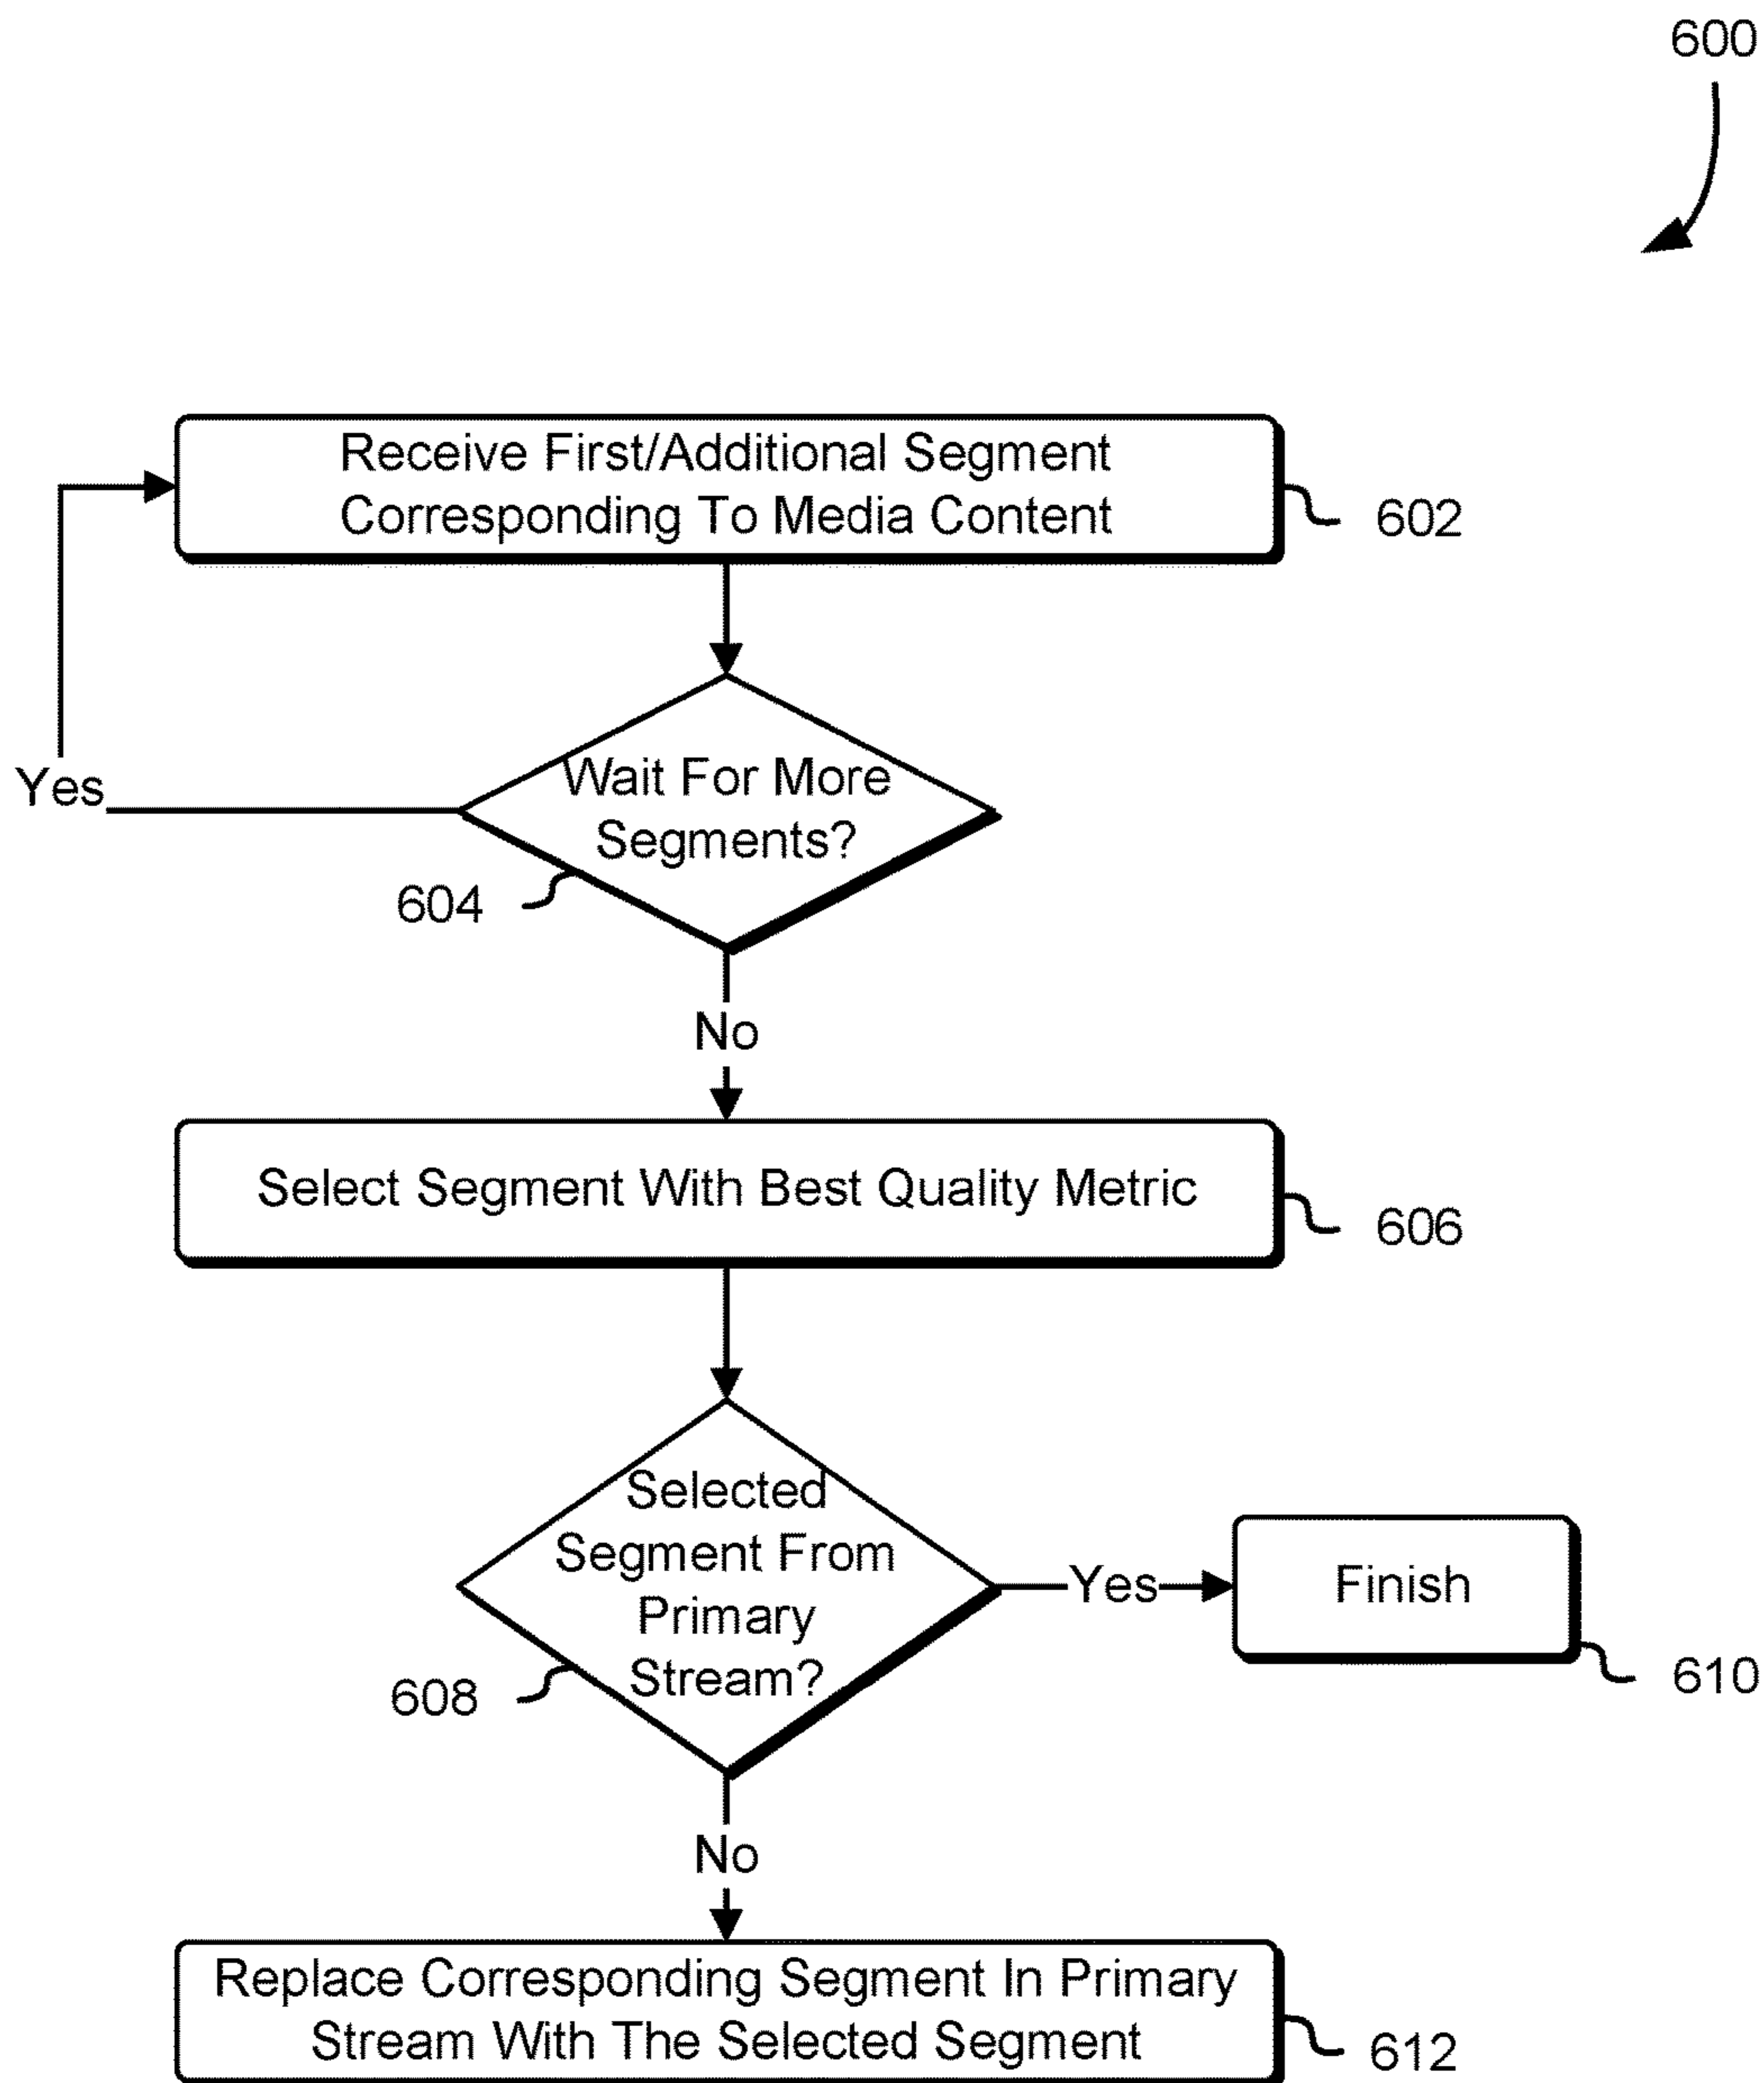 600
Receive First/Additional Segment
Corresponding To Media Content
602
Wait For More
Segments?
Yes
604
No
Select Segment With Best Quality Metric
606
Selected
Segment From
Primary
Stream?
Yes
Finish
608
610
No
Replace Corresponding Segment In Primary
Stream With The Selected Segment
612